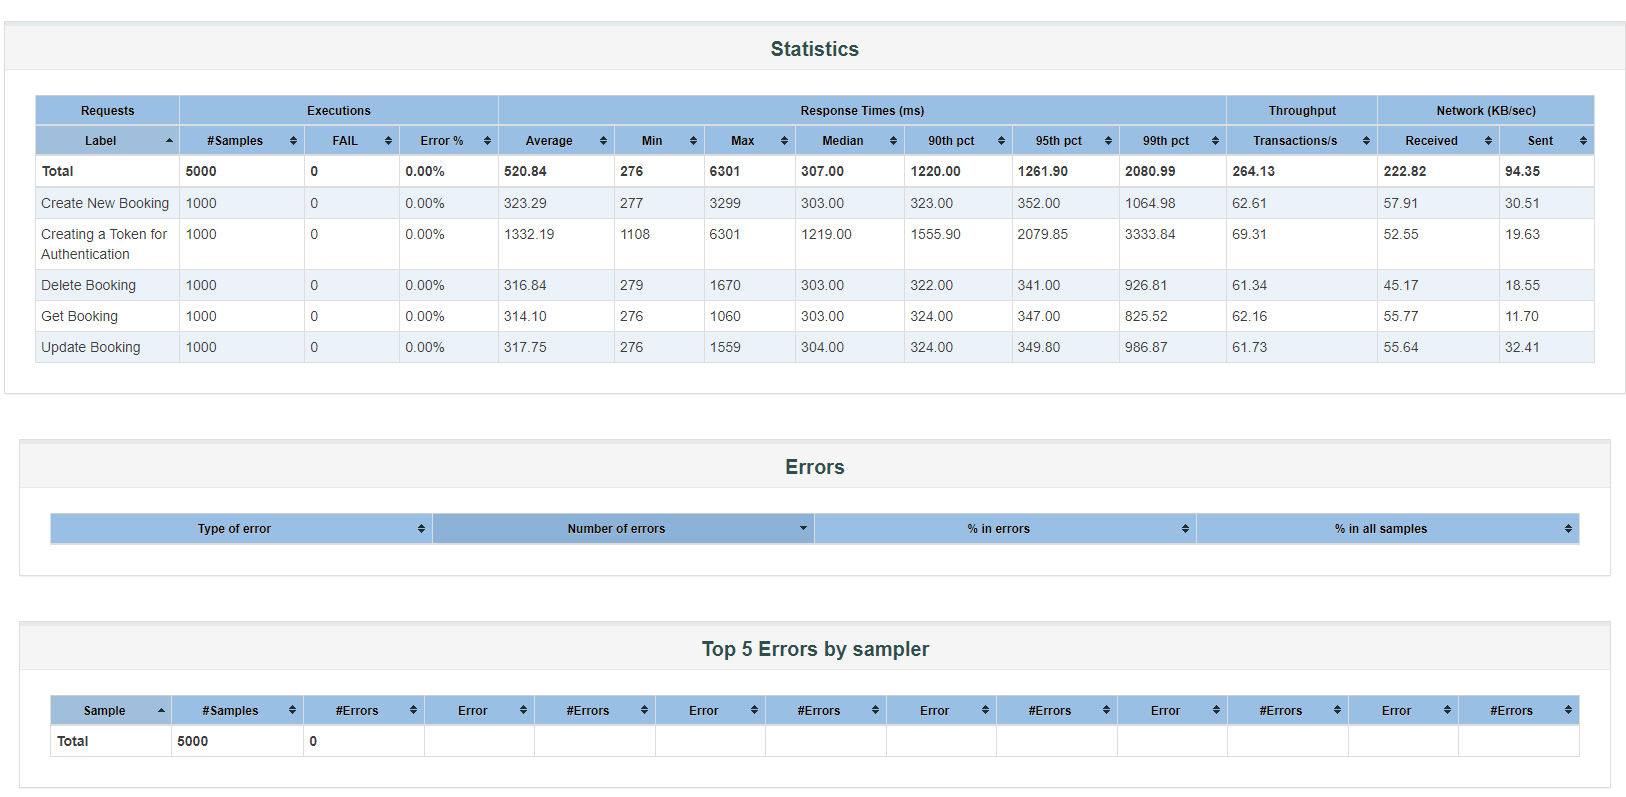 Statistics
Requests Executions Response Times (ms) Throughput Network (KB/sec)
Label #Samples FAIL Error % Average Min Max Median 90th pct 95th pct 99th pct Transactions/s Received Sent
Total 5000 0 0.00% 520.84 276 6301 307.00 1220.00 1261.90 2080.99 264.13 222.82 94.35
Create New Booking 1000 0 0.00% 323.29 277 3299 303.00 323.00 352.00 1064.98 62.61 57.91 30.51
Creating a Token for 1000 0 0.00% 1332.19 1108 6301 1219.00 1555.90 2079.85 3333.84 69.31 52.55 19.63
Authentication
Delete Booking 1000 0 0.00% 316.84 279 1670 303.00 322.00 341.00 926.81 61.34 45.17 18.55
Get Booking 1000 0 0.00% 314.10 276 1060 303.00 324.00 347.00 825.52 62.16 55.77 11.70
Update Booking 1000 0 0.00% 317.75 276 1559 304.00 324.00 349.80 986.87 61.73 55.64 32.41
Errors
Type of error Number of errors % in errors % in all samples
Top 5 Errors by sampler
Sample #Samples #Errors Error #Errors Error #Errors Error #Errors Error #Errors Error #Errors
Total 5000 0